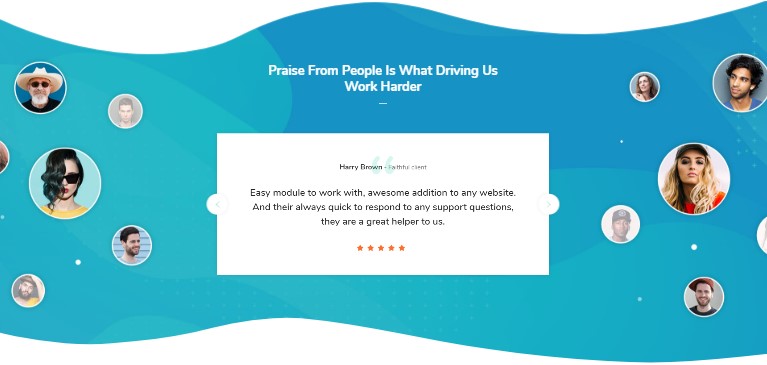 Praise From People Is What Driving Us
Work Harder
Harry Brown - Faithful client
Easy module to work with, awesome addition to any website.
And their always quick to respond to any support questions,
they are a great helper to us.